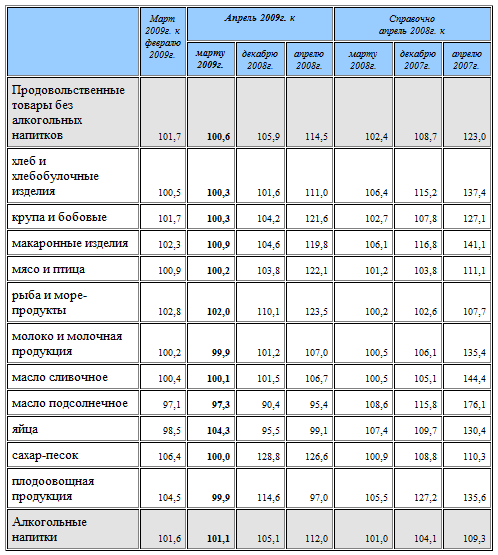 Март 2009г. к февралю 2009г. Апрель 2009г. к Справочно апрель 2008г. к
марту 2009г. декабрю 2008г. апрелю 2008г. марту 2008г. декабрю 2007г. апрелю 2007г.
Продовольственные
товары без
алкогольных
напитков 101,7 100,6 105,9 114,5 102,4 108,7 123,0
хлеб и
хлебобулочные
изделия 100,5 100,3 101,6 111,0 106,4 115,2 137,4
крупа и бобовые 101,7 100,3 104,2 121,6 102,7 107,8 127,1
макаронные изделия 102,3 100,9 104,6 119,8 106,1 116,8 141,1
мясо и птица 100,9 100,2 103,8 122,1 101,2 103,8 111,1
рыба и море-
продукты 102,8 102,0 110,1 123,5 100,2 102,6 107,7
молоко и молочная
продукция 100,2 99,9 101,2 107,0 100,5 106,1 135,4
масло сливочное 100,4 100,1 101,5 106,7 100,5 105,1 144,4
масло подсолнечное 97,1 97,3 90,4 95,4 108,6 115,8 176,1
яйца 98,5 104,3 95,5 99,1 107,4 109,7 130,4
сахар-песок 106,4 100,0 128,8 126,6 100,9 108,8 110,3
плодоовощная
продукция 104,5 99,9 114,6 97,0 105,5 127,2 135,6
Алкогольные
напитки 101,6 101,1 105,1 112,0 101,0 104,1 109,3